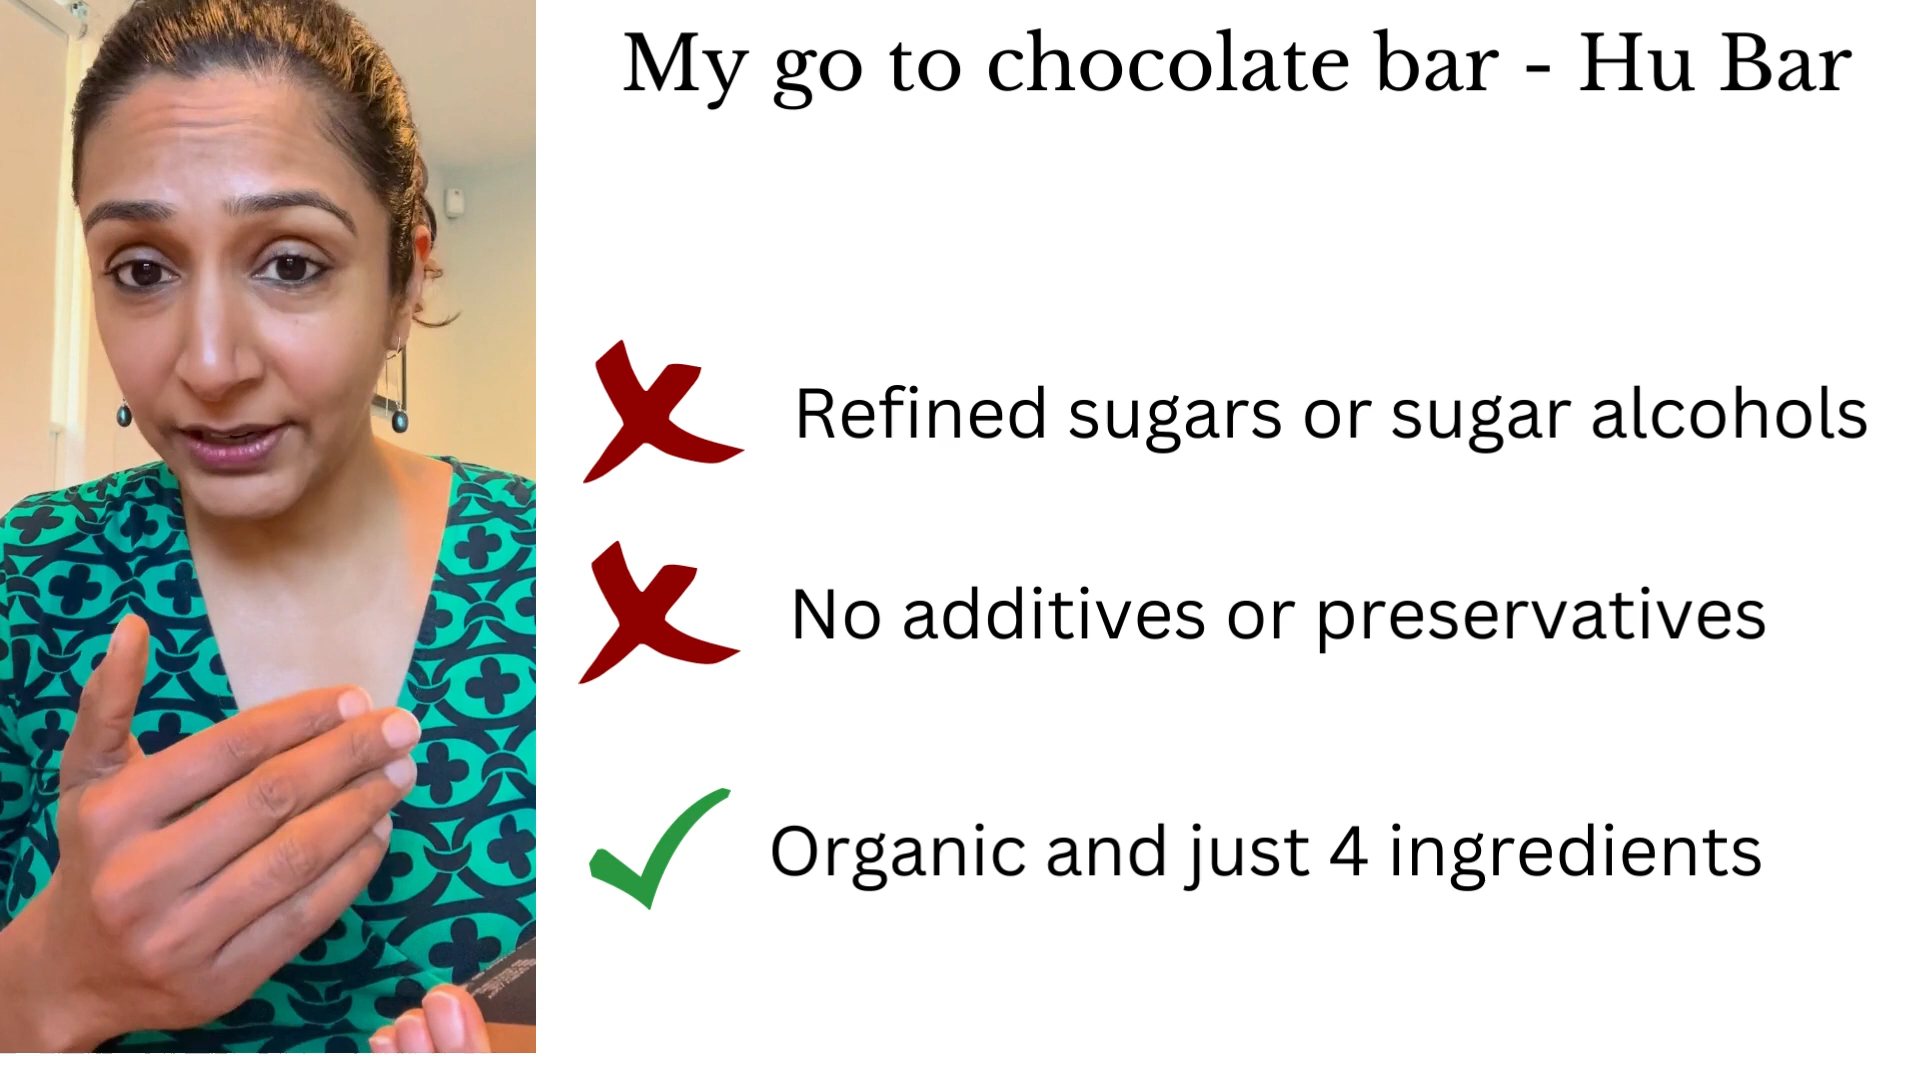 My go to chocolate bar - Hu Bar
Refined sugars or sugar alcohols
No additives or preservatives
Organic and just 4 ingredients